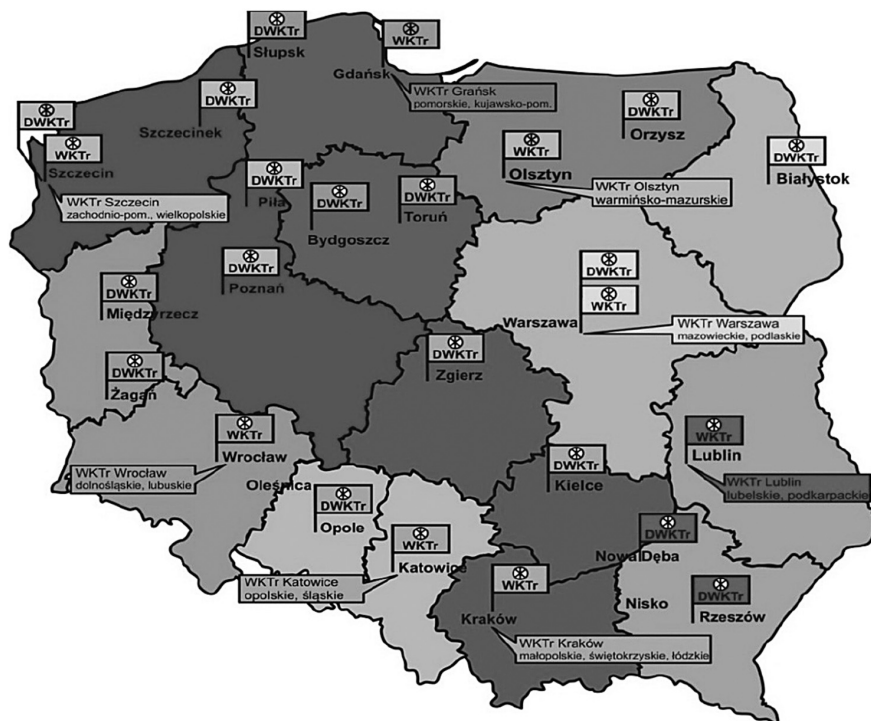 DWKTr
Słupsk
WKTr
Gdańsk
WKTr Grańsk
pomorskie, kujawsko-pom.
DWKTr
Szczecinek
DWKTr
WKTr
Szczecin
WKTr Szczecin
zachodnio-pom., wielkopolskie
DWKTr
Orzysz
WKTr
Olsztyn
WKTr Olsztyn
warmińsko-mazurskie
DWKTr
Białystok
DWKTr
Piła
DWKTr
Bydgoszcz
DWKTr
Toruń
DWKTr
Poznań
DWKTr
Międzyrzecz
DWKTr
WKTr
Warszawa
WKTr Warszawa
mazowieckie, podlaskie
DWKTr
Żagań
DWKTr
Zgierz
WKTr
Wrocław
WKTr Wrocław
dolnośląskie, lubuskie
Oleśnica
WKTr
Lublin
WKTr Lublin
lubelskie, podkarpackie
DWKTr
Kielce
DWKTr
Opole
WKTr
Katowice
WKTr Katowice
opolskie, śląskie
DWKTr
Nowa Dęba
WKTr
Kraków
WKTr Kraków
małopolskie, świętokrzyskie, łódzkie
Nisko
DWKTr
Rzeszów